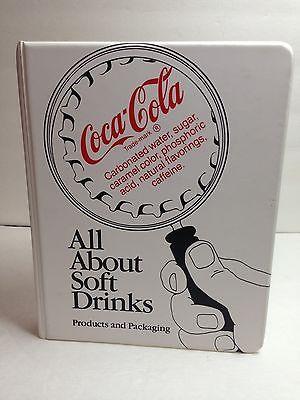 Coca-Cola
Trade-mark ®
Carbonated water, sugar,
caramel color, phosphoric
acid, natural flavorings,
caffeine.
All
About
Soft
Drinks
Products and Packaging